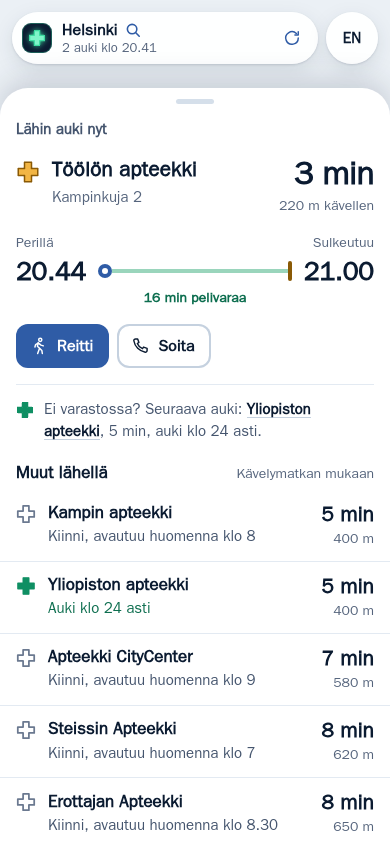 Helsinki
2 auki klo 20.41
EN
Lähin auki nyt
Töölön apteekki
3 min
Kampinkuja 2
220 m kävellen
Perillä
Sulkeutuu
20.44
21.00
16 min pelivaraa
Reitti
Soita
Ei varastossa? Seuraava auki: Yliopiston
apteekki, 5 min, auki klo 24 asti.
Muut lähellä
Kävelymatkan mukaan
Kampin apteekki
5 min
Kiinni, avautuu huomenna klo 8
400 m
Yliopiston apteekki
5 min
Auki klo 24 asti
400 m
Apteekki CityCenter
7 min
Kiinni, avautuu huomenna klo 9
580 m
Steissin Apteekki
8 min
Kiinni, avautuu huomenna klo 7
620 m
Erottajan Apteekki
8 min
Kiinni, avautuu huomenna klo 8.30
650 m